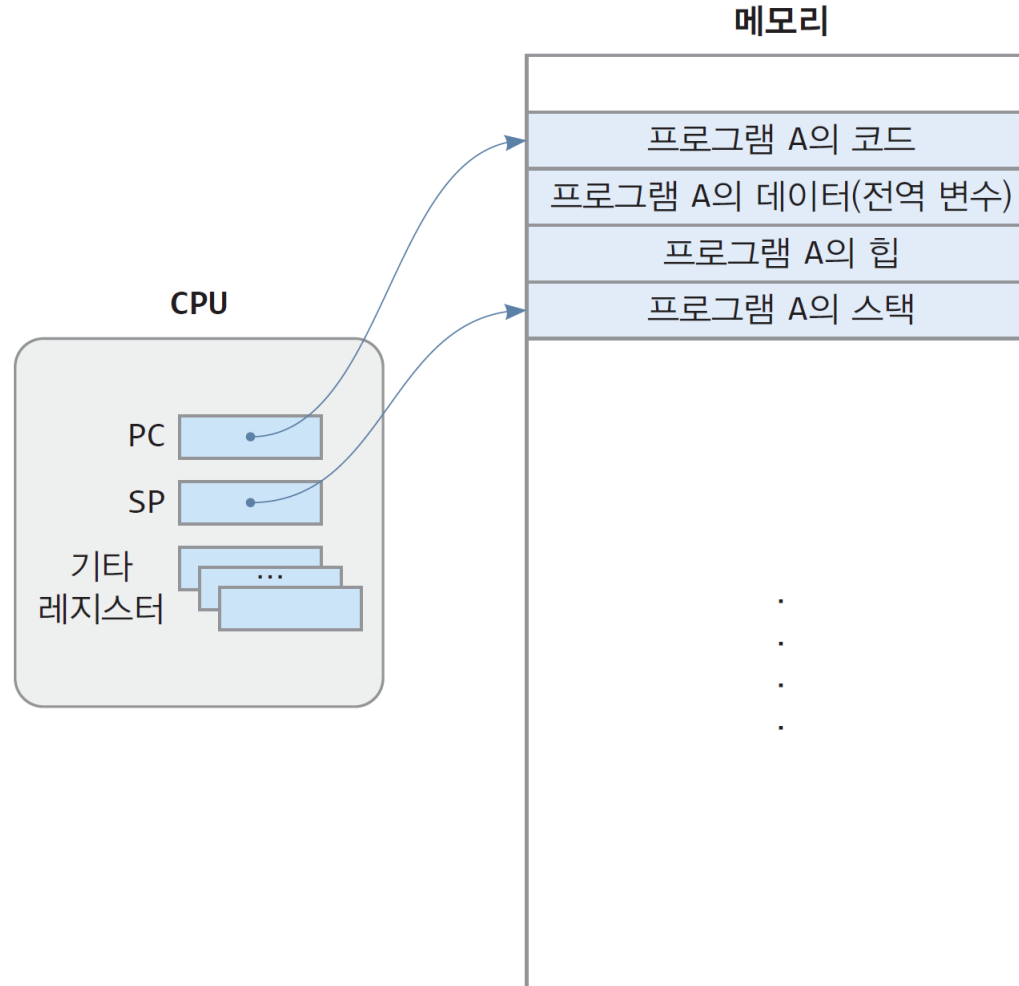 메모리
프로그램 A의 코드
프로그램 A의 데이터(전역 변수)
프로그램 A의 힙
프로그램 A의 스택
CPU
PC
SP
기타
레지스터
...